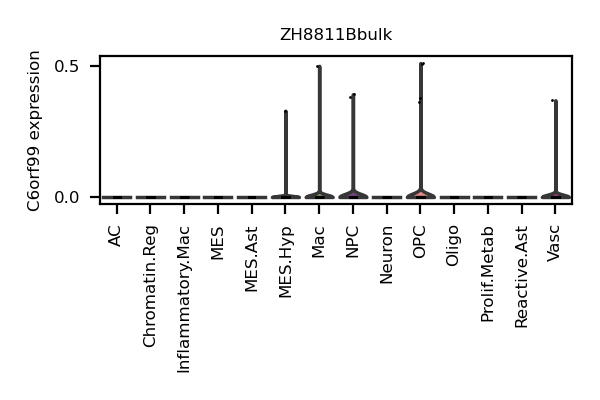 ZH8811Bbulk
C6orf99 expression
0.5
0.0
AC
Chromatin.Reg
Inflammatory.Mac
MES
MES.Ast
MES.Hyp
Mac
NPC
Neuron
OPC
Oligo
Prolif.Metab
Reactive.Ast
Vasc